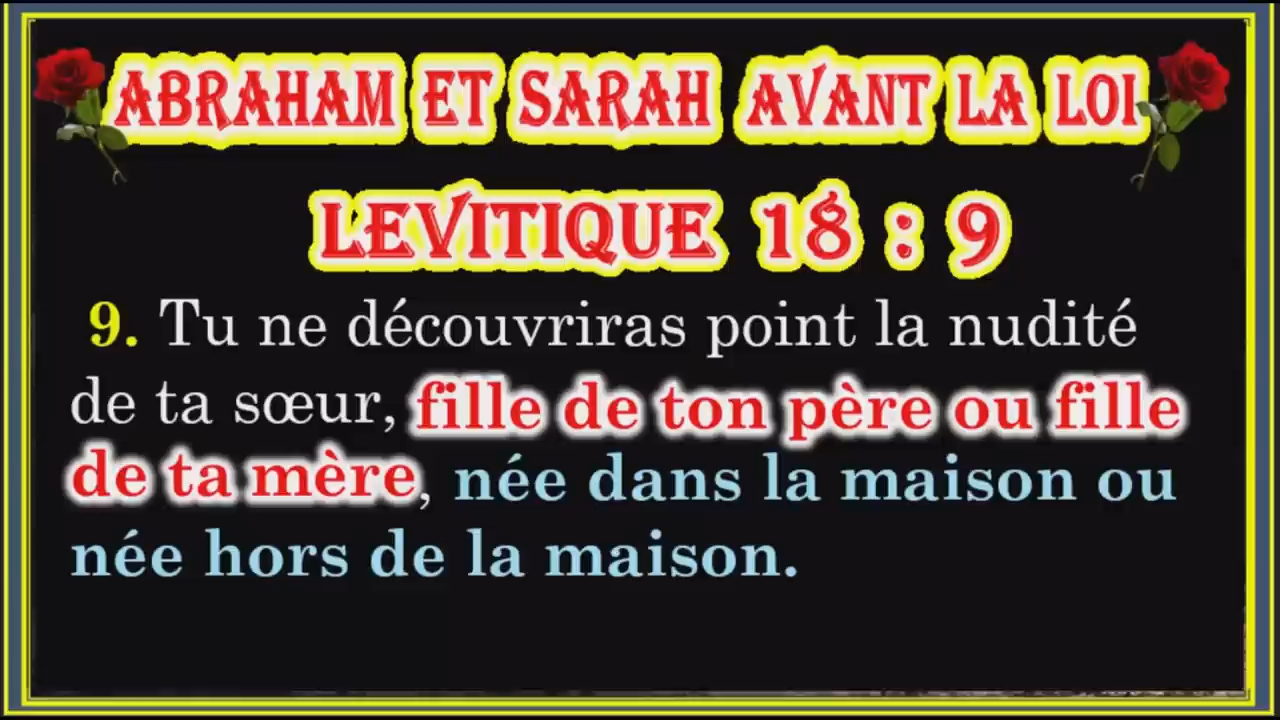 ABRAHAM ET SARAH AVANT LA LOI
LEVITIQUE 18 : 9
9. Tu ne découvriras point la nudité
de ta sœur, fille de ton père ou fille
de ta mère, née dans la maison ou
née hors de la maison.